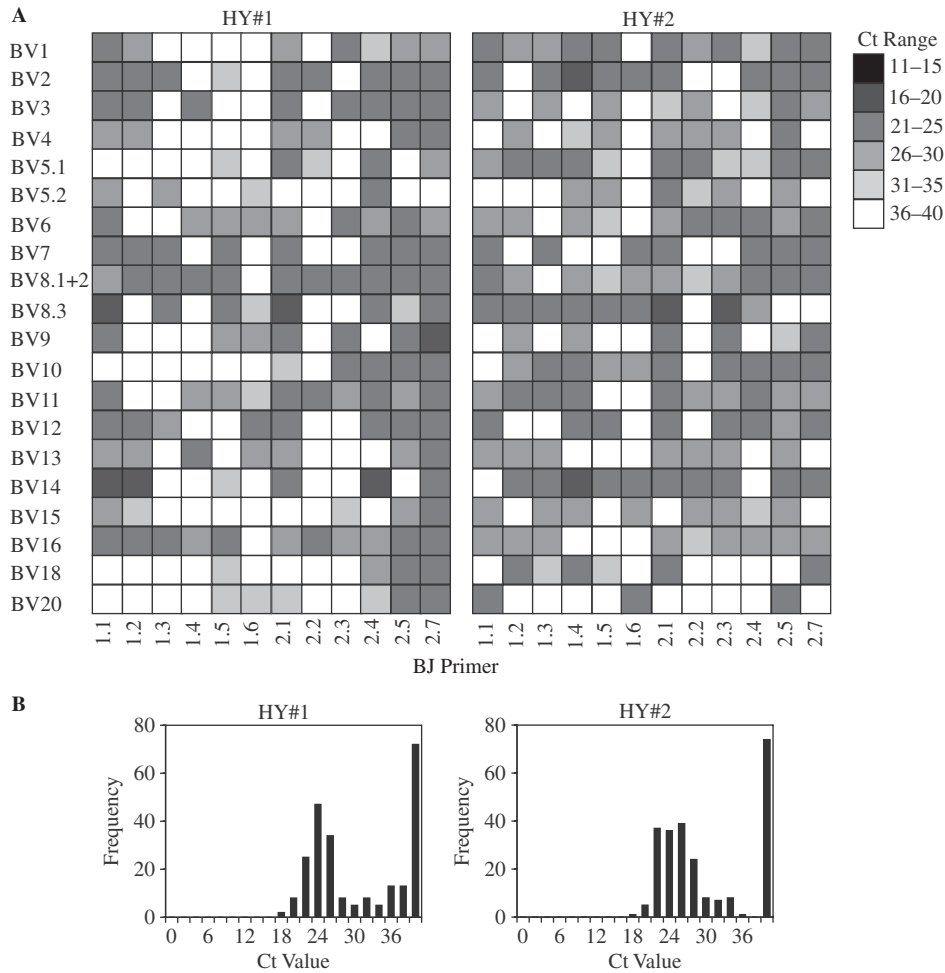 A
HY#1
HY#2
Ct Range
11–15
16–20
21–25
26–30
31–35
36–40
BV1
BV2
BV3
BV4
BV5.1
BV5.2
BV6
BV7
BV8.1+2
BV8.3
BV9
BV10
BV11
BV12
BV13
BV14
BV15
BV16
BV18
BV20
1.1 1.2 1.3 1.4 1.5 1.6 2.1 2.2 2.3 2.4 2.5 2.7
1.1 1.2 1.3 1.4 1.5 1.6 2.1 2.2 2.3 2.4 2.5 2.7
BJ Primer
B
HY#1
80
60
40
20
0
Frequency
0 6 12 18 24 30 36
Ct Value
HY#2
80
60
40
20
0
Frequency
0 6 12 18 24 30 36
Ct Value